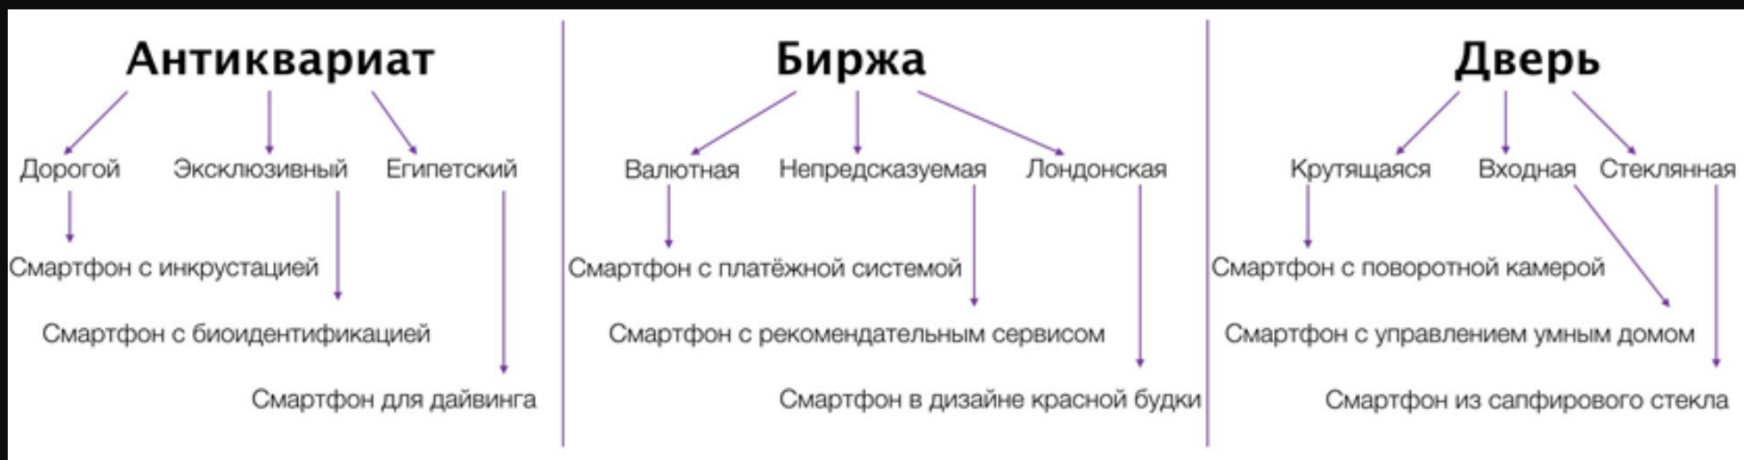 Антиквариат
Дорогой Эксклюзивный Египетский
Смартфон с инкрустацией
Смартфон с биоидентификацией
Смартфон для дайвинга
Биржа
Валютная Непредсказуемая Лондонская
Смартфон с платёжной системой
Смартфон с рекомендательным сервисом
Смартфон в дизайне красной будки
Дверь
Крутящаяся Входная Стеклянная
Смартфон с поворотной камерой
Смартфон с управлением умным домом
Смартфон из сапфирового стекла